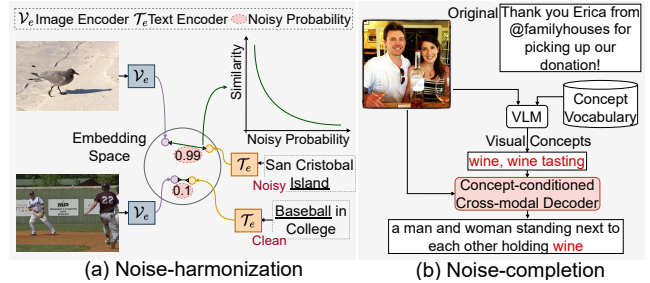 𝒱e Image Encoder 𝒯e Text Encoder Noisy Probability
𝒱e
Similarity
Noisy Probability
Embedding
Space
0.99
𝒯e
San Cristobal
Island
Noisy
0.1
𝒱e
22
𝒯e
Baseball in
College
Clean
(a) Noise-harmonization
Original
Thank you Erica from
@familyhouses for
picking up our
donation!
VLM
Concept
Vocabulary
Visual Concepts
wine, wine tasting
Concept-conditioned
Cross-modal Decoder
a man and woman standing next to
each other holding wine
(b) Noise-completion